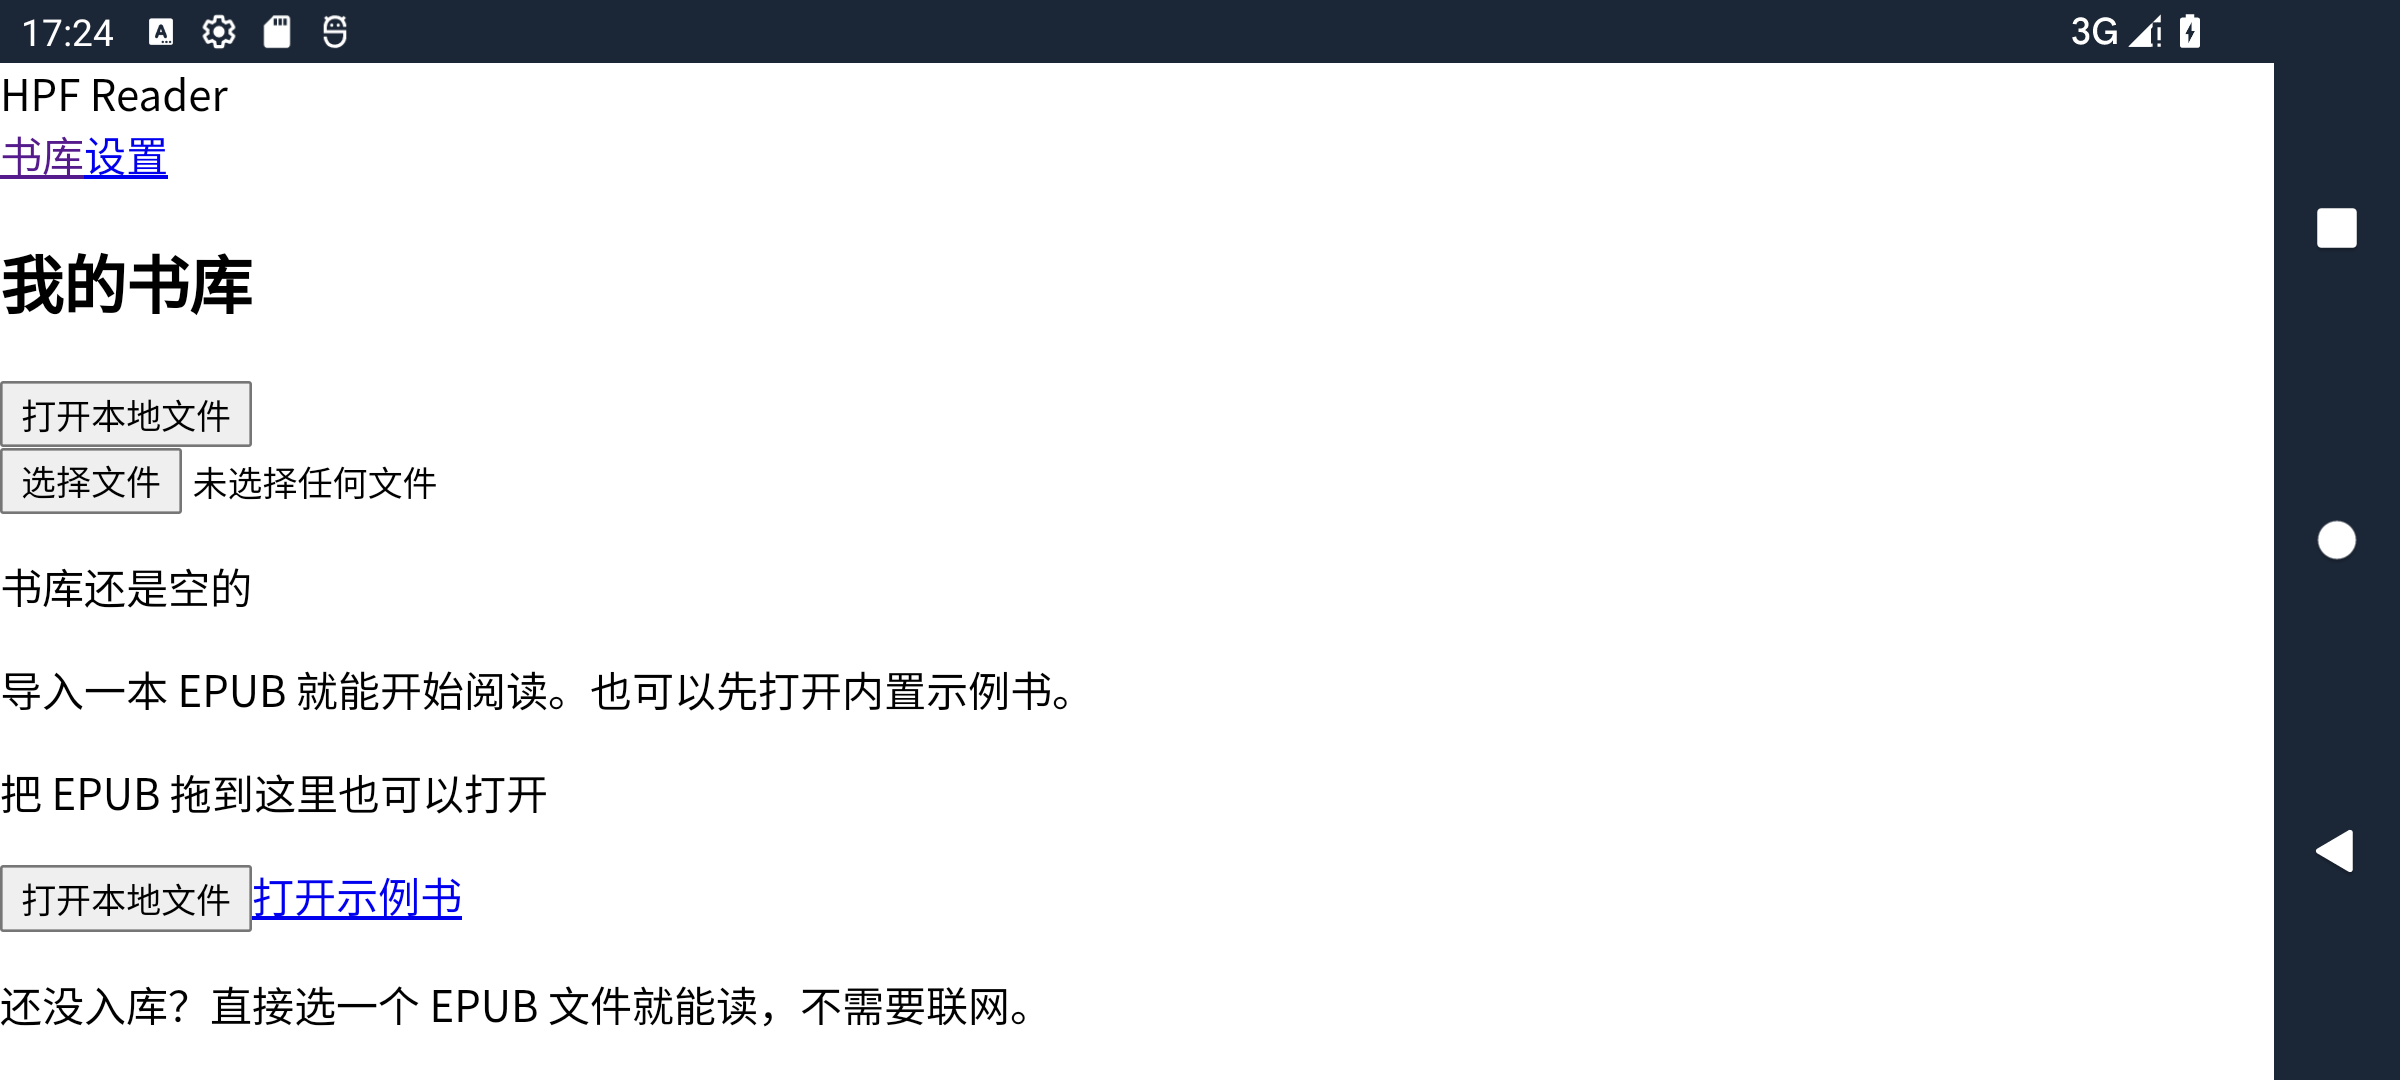 17:24 3G
HPF Reader
书库设置
我的书库
打开本地文件
选择文件 未选择任何文件
书库还是空的
导入一本 EPUB 就能开始阅读。也可以先打开内置示例书。
把 EPUB 拖到这里也可以打开
打开本地文件打开示例书
还没入库？直接选一个 EPUB 文件就能读，不需要联网。